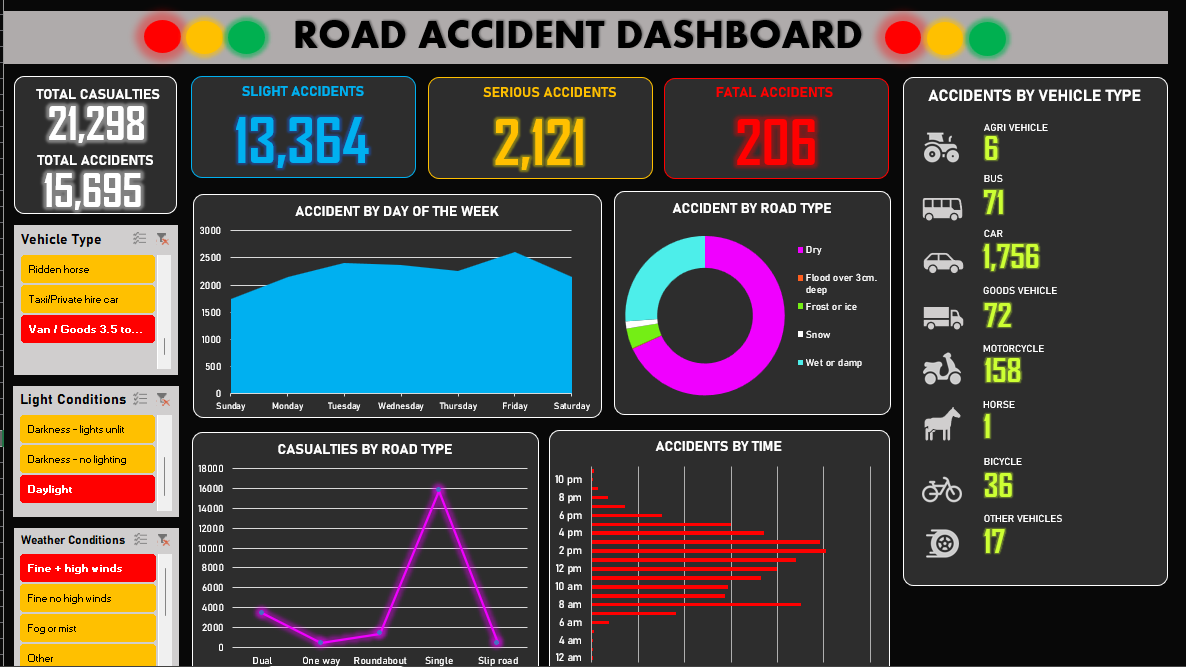 ROAD ACCIDENT DASHBOARD
TOTAL CASUALTIES
21,298
TOTAL ACCIDENTS
15,695
SLIGHT ACCIDENTS
13,364
SERIOUS ACCIDENTS
2,121
FATAL ACCIDENTS
206
Vehicle Type
Ridden horse
Taxi/Private hire car
Van / Goods 3.5 to...
Light Conditions
Darkness - lights unlit
Darkness - no lighting
Daylight
Weather Conditions
Fine + high winds
Fine no high winds
Fog or mist
Other
ACCIDENT BY DAY OF THE WEEK
3000
2500
2000
1500
1000
500
0
Sunday Monday Tuesday Wednesday Thursday Friday Saturday
ACCIDENT BY ROAD TYPE
Dry
Flood over 3cm.
deep
Frost or ice
Snow
Wet or damp
CASUALTIES BY ROAD TYPE
18000
16000
14000
12000
10000
8000
6000
4000
2000
0
Dual One way Roundabout Single Slip road
ACCIDENTS BY TIME
10 pm
8 pm
6 pm
4 pm
2 pm
12 pm
10 am
8 am
6 am
4 am
12 am
ACCIDENTS BY VEHICLE TYPE
AGRI VEHICLE
6
BUS
71
CAR
1,756
GOODS VEHICLE
72
MOTORCYCLE
158
HORSE
1
BICYCLE
36
OTHER VEHICLES
17